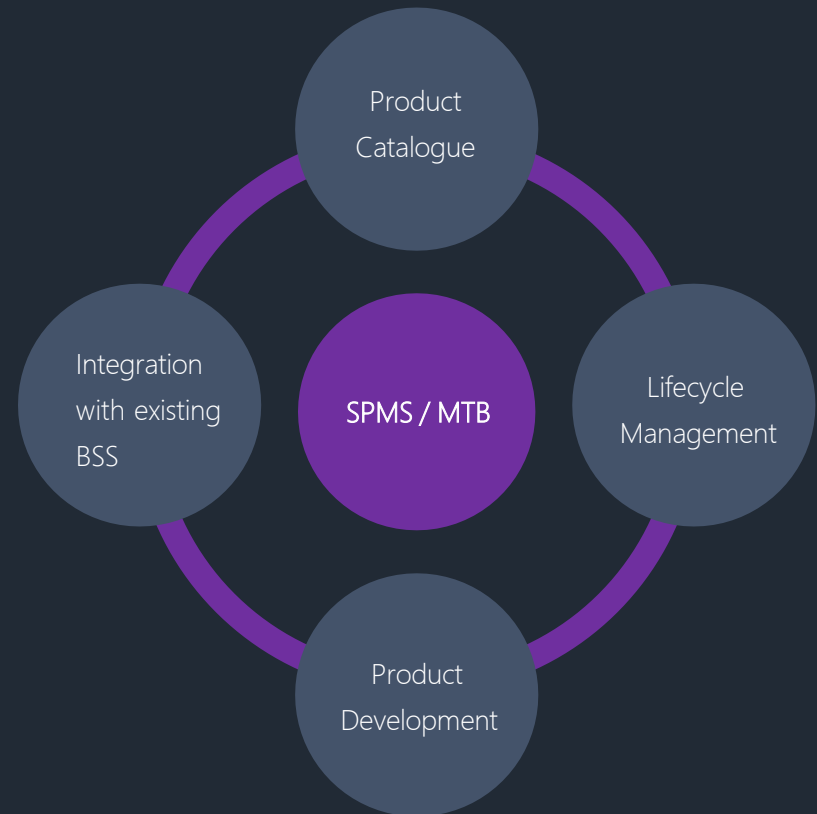 Product
Catalogue
Integration
with existing
BSS
SPMS / MTB
Lifecycle
Management
Product
Development